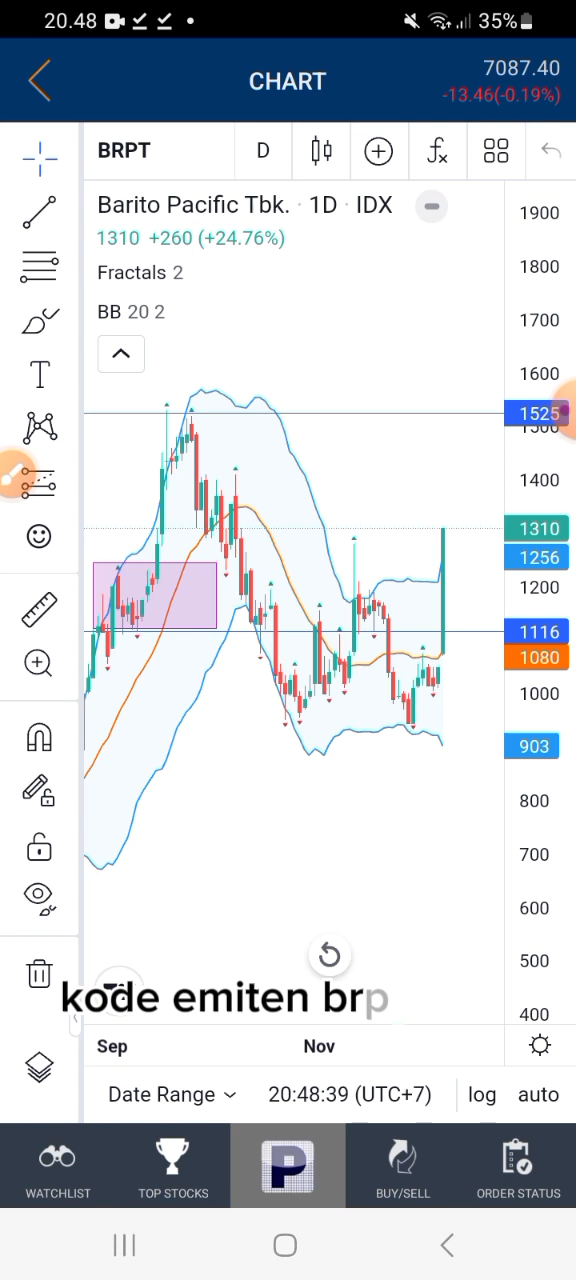 20.48
35%
CHART
7087.40
-13.46(-0.19%)
BRPT
D
Barito Pacific Tbk. · 1D · IDX
1310 +260 (+24.76%)
Fractals 2
BB 20 2
1900
1800
1700
1600
1525
1500
1400
1310
1256
1200
1116
1080
1000
903
800
700
600
500
400
kode emiten brp
Sep
Nov
Date Range
20:48:39 (UTC+7)
log
auto
P
WATCHLIST
TOP STOCKS
BUY/SELL
ORDER STATUS